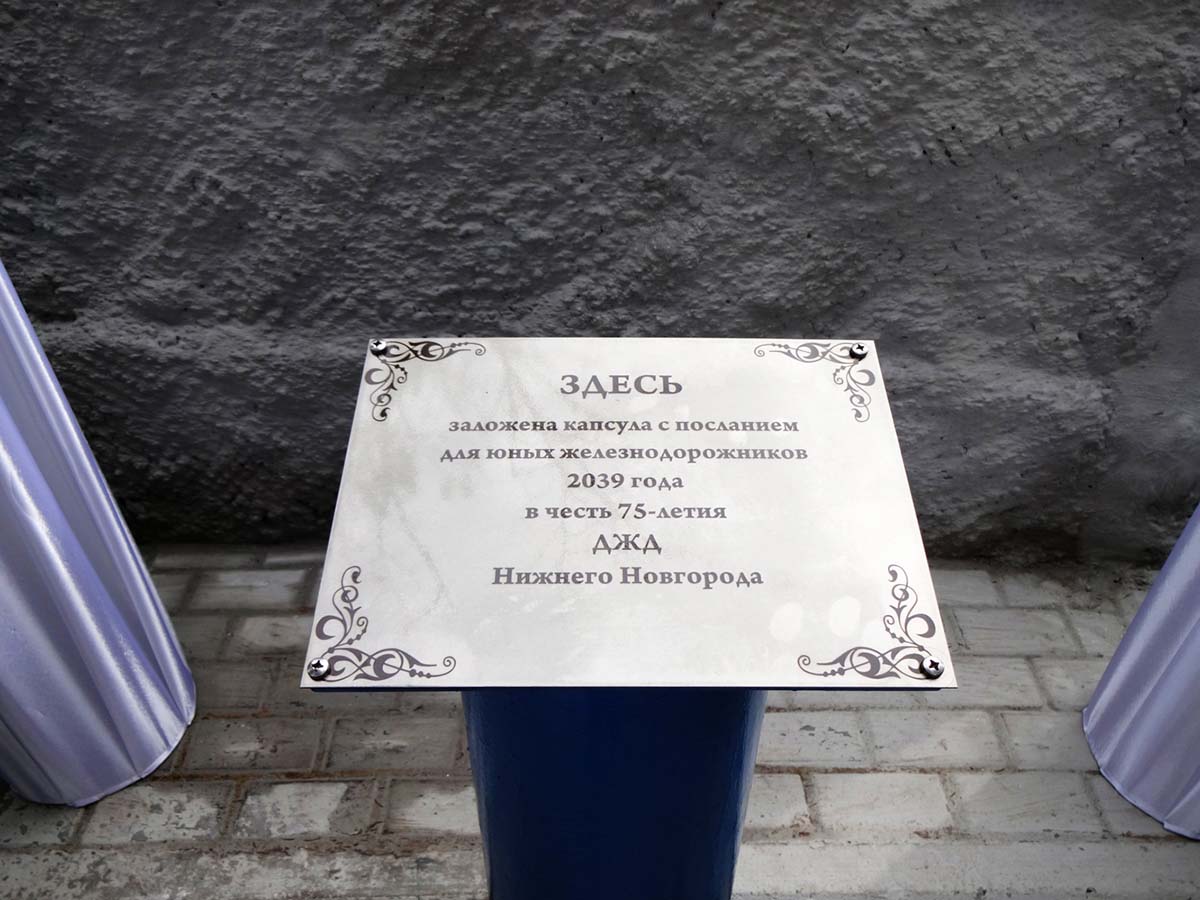 ЗДЕСЬ
заложена капсула с посланием
для юных железнодорожников
2039 года
в честь 75-летия
ДЖД
Нижнего Новгорода